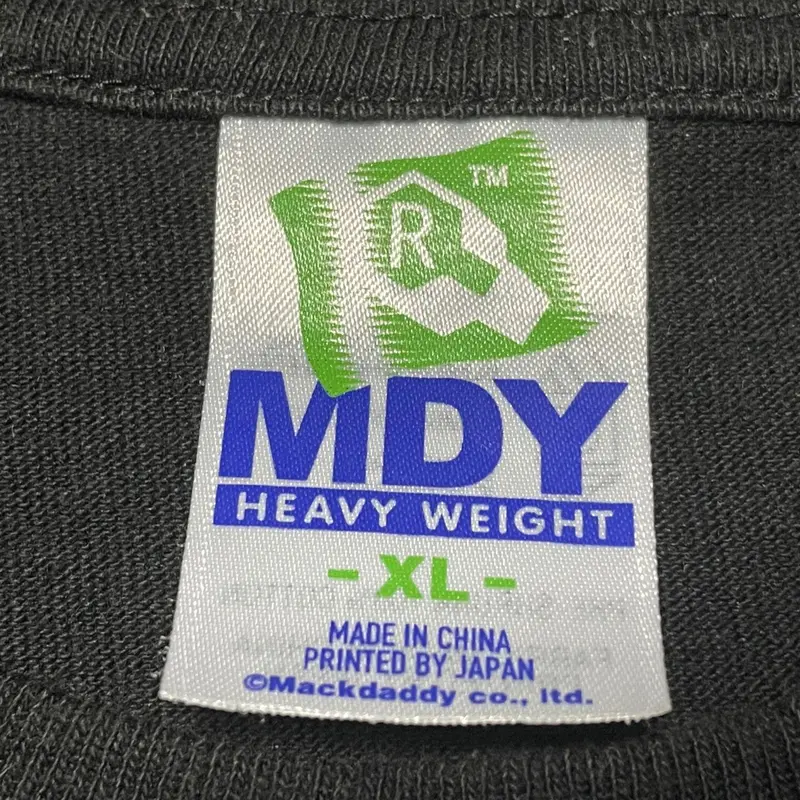 TM
R
MDY
HEAVY WEIGHT
- XL -
MADE IN CHINA
PRINTED BY JAPAN
©Mackdaddy co., ltd.